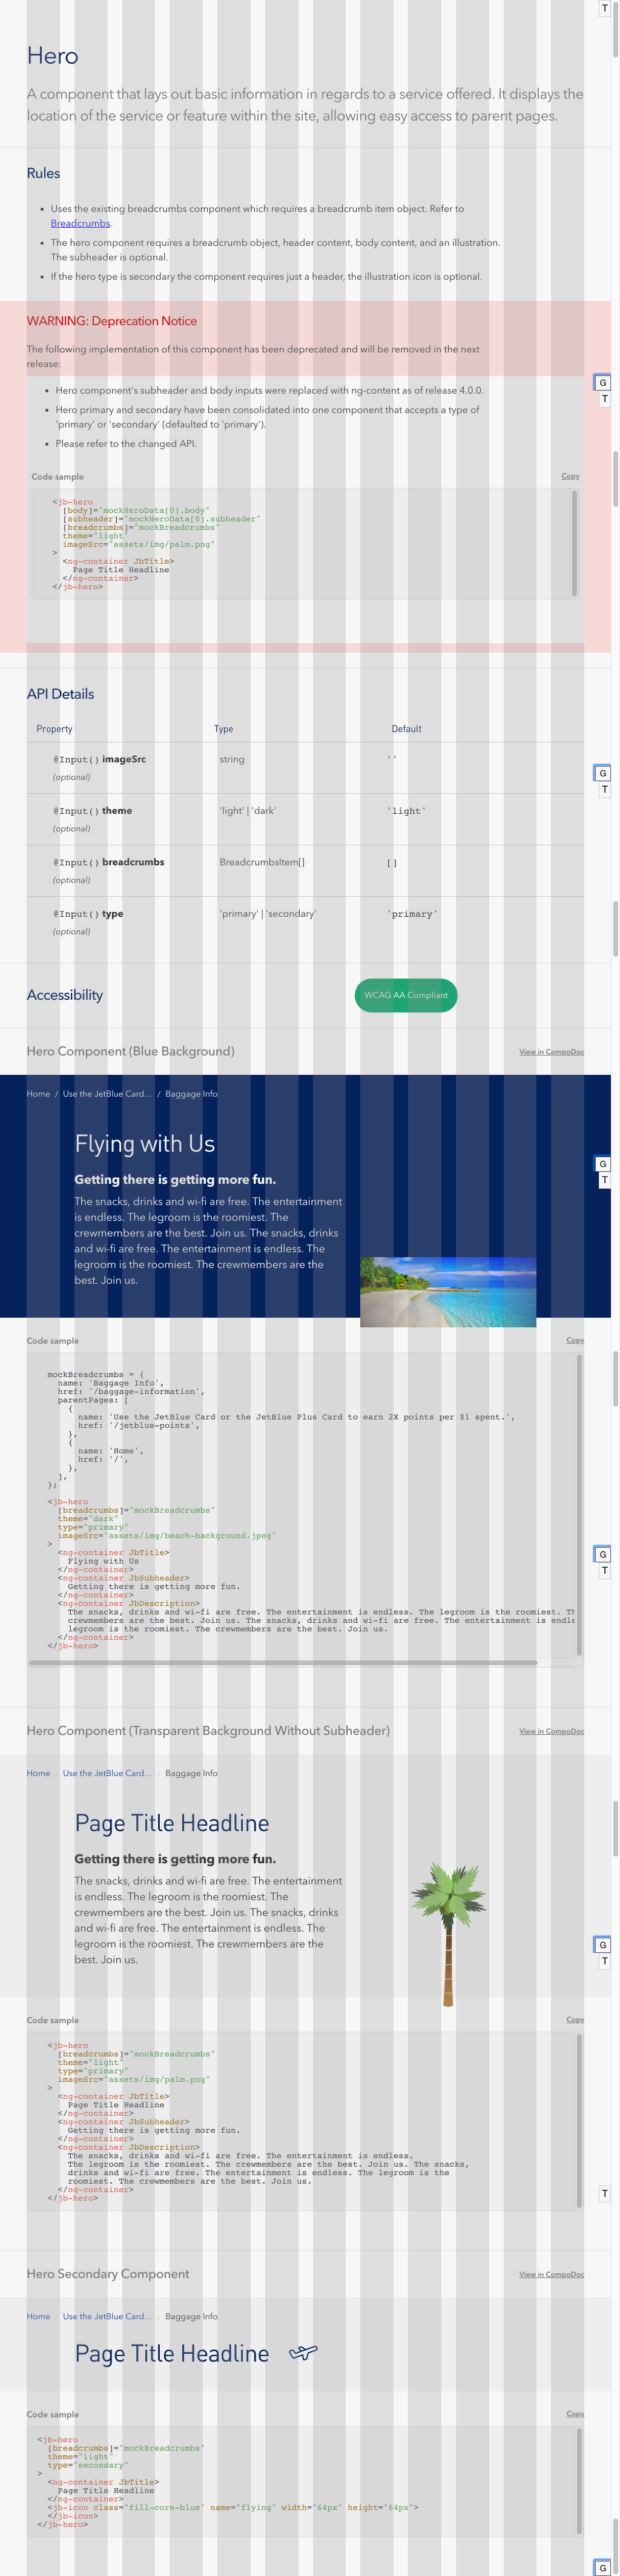 T
Hero
A component that lays out basic information in regards to a service offered. It displays the
location of the service or feature within the site, allowing easy access to parent pages.
Rules
• Uses the existing breadcrumbs component which requires a breadcrumb item object. Refer to
Breadcrumbs.
• The hero component requires a breadcrumb object, header content, body content, and an illustration.
The subheader is optional.
• If the hero type is secondary the component requires just a header, the illustration icon is optional.
WARNING: Deprecation Notice
The following implementation of this component has been deprecated and will be removed in the next
release:
G
T
• Hero component's subheader and body inputs were replaced with ng-content as of release 4.0.0.
• Hero primary and secondary have been consolidated into one component that accepts a type of
'primary' or 'secondary' (defaulted to 'primary').
• Please refer to the changed API.
Code sample Copy
<jb-hero
[body]="mockHeroData[0].body"
[subheader]="mockHeroData[0].subheader"
[breadcrumbs]="mockBreadcrumbs"
theme="light"
imageSrc="assets/img/palm.png"
>
<ng-container JbTitle>
Page Title Headline
</ng-container>
</jb-hero>
API Details
Property Type Default
@Input() imageSrc string ''
(optional)
G
T
@Input() theme 'light' | 'dark' 'light'
(optional)
@Input() breadcrumbs BreadcrumbsItem[] []
(optional)
@Input() type 'primary' | 'secondary' 'primary'
(optional)
Accessibility WCAG AA Compliant
Hero Component (Blue Background) View in CompoDoc
Home / Use the JetBlue Card... / Baggage Info
Flying with Us
G
T
Getting there is getting more fun.
The snacks, drinks and wi-fi are free. The entertainment
is endless. The legroom is the roomiest. The
crewmembers are the best. Join us. The snacks, drinks
and wi-fi are free. The entertainment is endless. The
legroom is the roomiest. The crewmembers are the
best. Join us.
Code sample Copy
mockBreadcrumbs = {
name: 'Baggage Info',
href: '/baggage-information',
parentPages: [
{
name: 'Use the JetBlue Card or the JetBlue Plus Card to earn 2X points per $1 spent.',
href: '/jetblue-points',
},
{
name: 'Home',
href: '/',
},
],
};
<jb-hero
[breadcrumbs]="mockBreadcrumbs"
theme="dark"
type="primary"
imageSrc="assets/img/beach-background.jpeg"
>
<ng-container JbTitle>
Flying with Us
</ng-container>
<ng-container JbSubheader>
Getting there is getting more fun.
</ng-container>
<ng-container JbDescription>
The snacks, drinks and wi-fi are free. The entertainment is endless. The legroom is the roomiest. Th
crewmembers are the best. Join us. The snacks, drinks and wi-fi are free. The entertainment is endle
legroom is the roomiest. The crewmembers are the best. Join us.
</ng-container>
</jb-hero>
G
T
Hero Component (Transparent Background Without Subheader) View in CompoDoc
Home / Use the JetBlue Card... / Baggage Info
Page Title Headline
Getting there is getting more fun.
The snacks, drinks and wi-fi are free. The entertainment
is endless. The legroom is the roomiest. The
crewmembers are the best. Join us. The snacks, drinks
and wi-fi are free. The entertainment is endless. The
legroom is the roomiest. The crewmembers are the
best. Join us.
G
T
Code sample Copy
<jb-hero
[breadcrumbs]="mockBreadcrumbs"
theme="light"
type="primary"
imageSrc="assets/img/palm.png"
>
<ng-container JbTitle>
Page Title Headline
</ng-container>
<ng-container JbSubheader>
Getting there is getting more fun.
</ng-container>
<ng-container JbDescription>
The snacks, drinks and wi-fi are free. The entertainment is endless.
The legroom is the roomiest. The crewmembers are the best. Join us. The snacks,
drinks and wi-fi are free. The entertainment is endless. The legroom is the
roomiest. The crewmembers are the best. Join us.
</ng-container>
</jb-hero>
T
Hero Secondary Component View in CompoDoc
Home / Use the JetBlue Card... / Baggage Info
Page Title Headline
Code sample Copy
<jb-hero
[breadcrumbs]="mockBreadcrumbs"
theme="light"
type="secondary"
>
<ng-container JbTitle>
Page Title Headline
</ng-container>
<jb-icon class="fill-core-blue" name="flying" width="64px" height="64px">
</jb-icon>
</jb-hero>
G